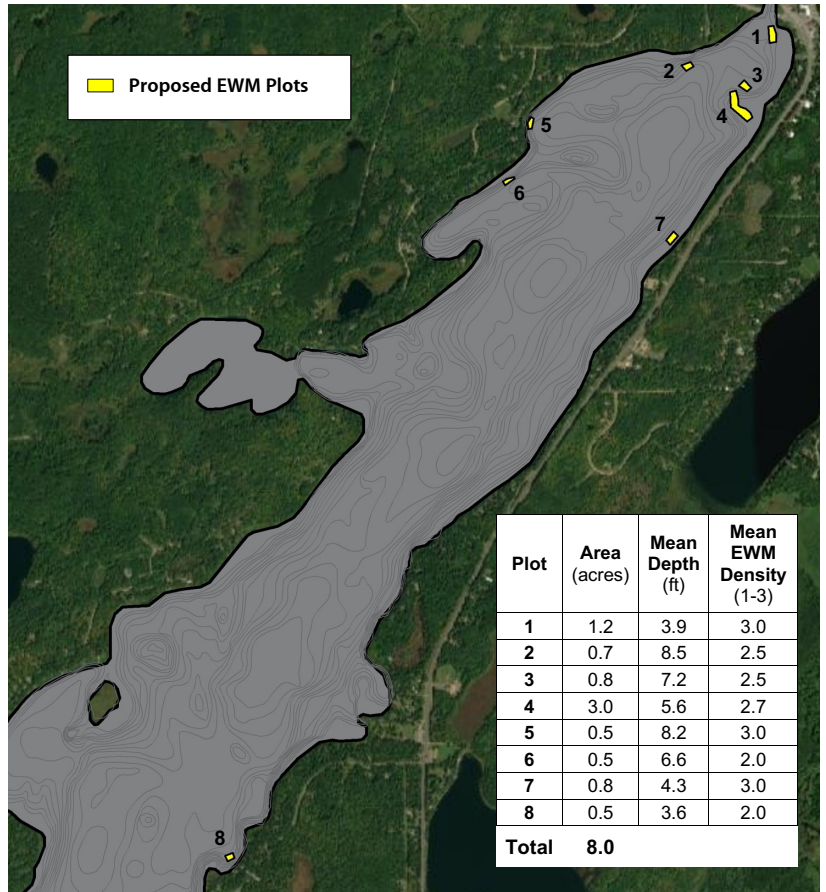 Proposed EWM Plots
1
2
3
4
5
6
7
8
Plot Area (acres) Mean Depth (ft) Mean EWM Density (1-3)
1 1.2 3.9 3.0
2 0.7 8.5 2.5
3 0.8 7.2 2.5
4 3.0 5.6 2.7
5 0.5 8.2 3.0
6 0.5 6.6 2.0
7 0.8 4.3 3.0
8 0.5 3.6 2.0
Total 8.0